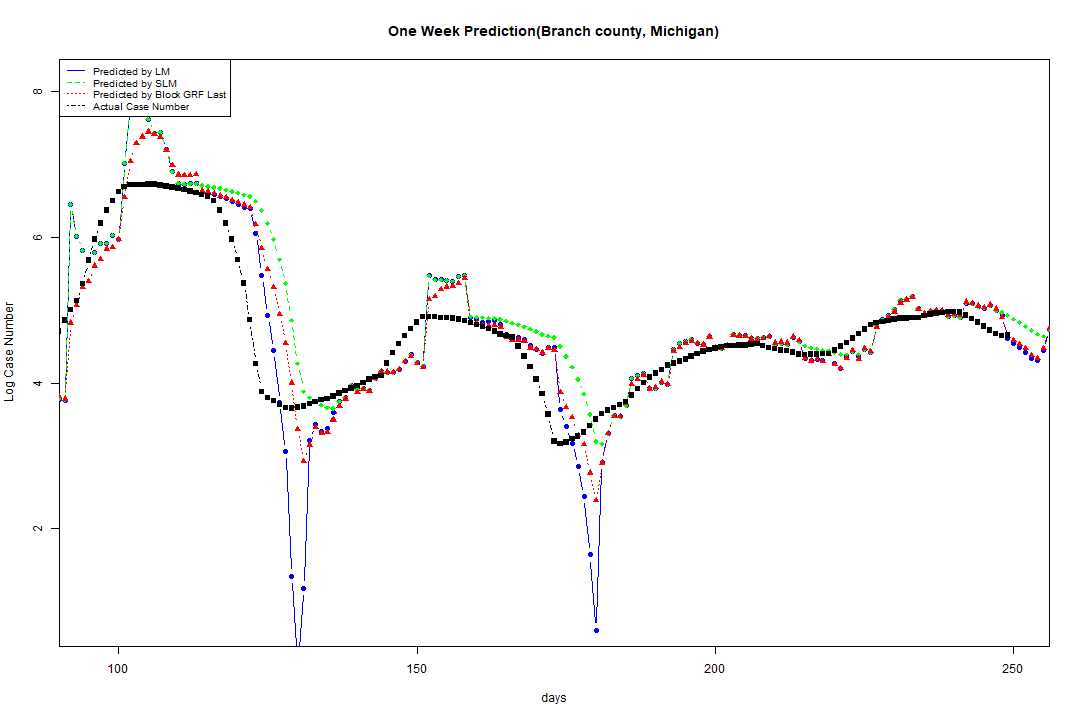 One Week Prediction(Branch county, Michigan)
Predicted by LM
Predicted by SLM
Predicted by Block GRF Last
Actual Case Number
8
6
4
2
Log Case Number
100 150 200 250
days